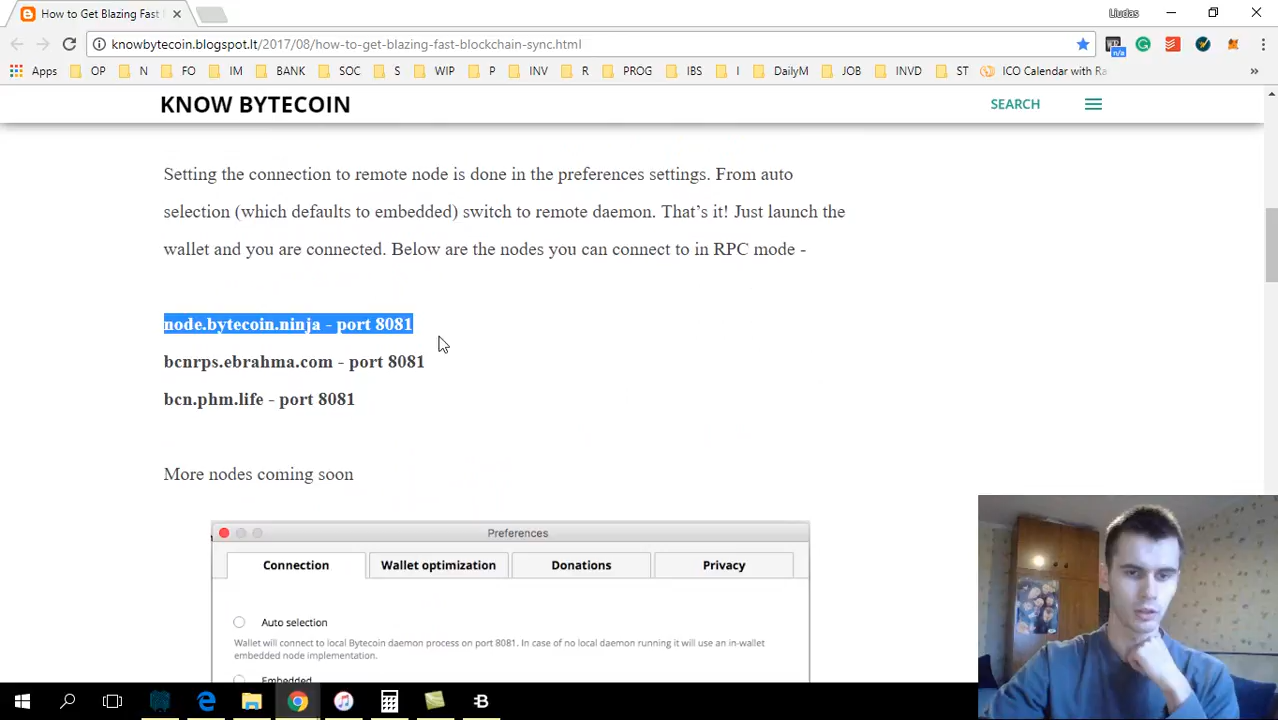 How to Get Blazing Fast
Liudas
knowbytecoin.blogspot.lt/2017/08/how-to-get-blazing-fast-blockchain-sync.html
n/a
Apps OP N FO IM BANK SOC S WIP P INV R PROG IBS I DailyM JOB INVD ST ICO Calendar with Ra
KNOW BYTECOIN
SEARCH
Setting the connection to remote node is done in the preferences settings. From auto
selection (which defaults to embedded) switch to remote daemon. That's it! Just launch the
wallet and you are connected. Below are the nodes you can connect to in RPC mode -
node.bytecoin.ninja - port 8081
bcnrps.ebrahma.com - port 8081
bcn.phm.life - port 8081
More nodes coming soon
Preferences
Connection Wallet optimization Donations Privacy
Auto selection
Wallet will connect to local Bytecoin daemon process on port 8081. In case of no local daemon running it will use an in-wallet
embedded node implementation.
Embedded